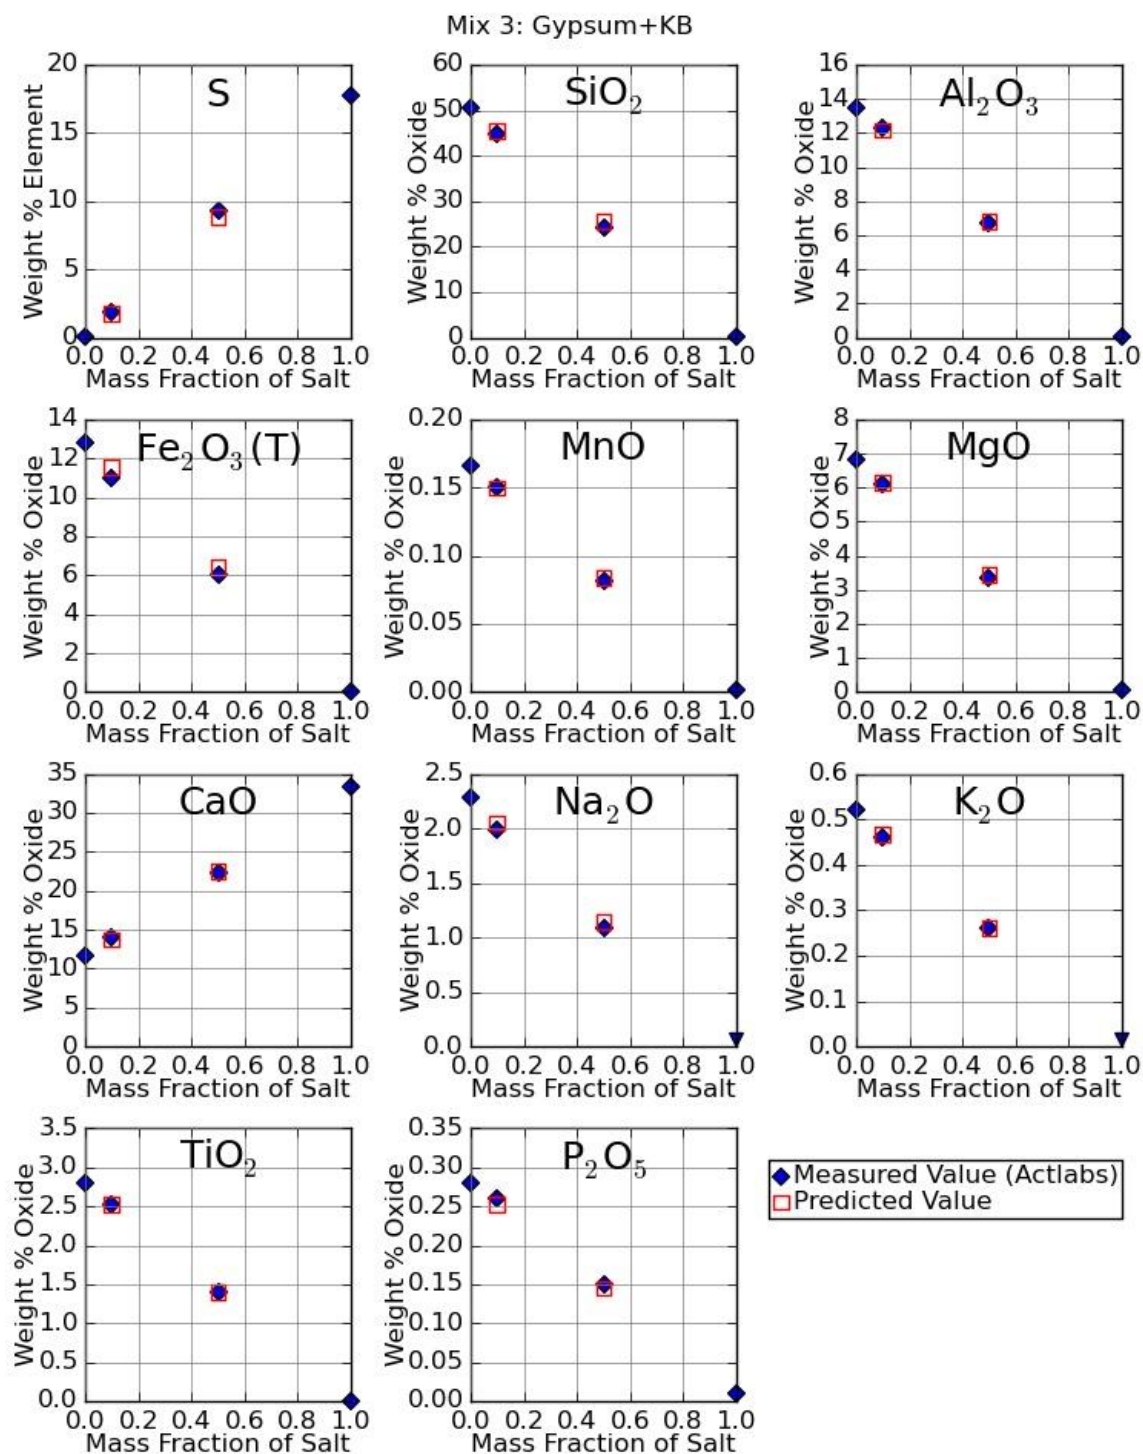 Mix 3: Gypsum+KB
S
Weight % Element
20
15
10
5
0
0.0 0.2 0.4 0.6 0.8 1.0
Mass Fraction of Salt
SiO₂
Weight % Oxide
60
50
40
30
20
10
0
0.0 0.2 0.4 0.6 0.8 1.0
Mass Fraction of Salt
Al₂O₃
Weight % Oxide
16
14
12
10
8
6
4
2
0
0.0 0.2 0.4 0.6 0.8 1.0
Mass Fraction of Salt
Fe₂O₃(T)
Weight % Oxide
14
12
10
8
6
4
2
0
0.0 0.2 0.4 0.6 0.8 1.0
Mass Fraction of Salt
MnO
Weight % Oxide
0.20
0.15
0.10
0.05
0.00
0.0 0.2 0.4 0.6 0.8 1.0
Mass Fraction of Salt
MgO
Weight % Oxide
8
7
6
5
4
3
2
1
0
0.0 0.2 0.4 0.6 0.8 1.0
Mass Fraction of Salt
CaO
Weight % Oxide
35
30
25
20
15
10
5
0
0.0 0.2 0.4 0.6 0.8 1.0
Mass Fraction of Salt
Na₂O
Weight % Oxide
2.5
2.0
1.5
1.0
0.5
0.0
0.0 0.2 0.4 0.6 0.8 1.0
Mass Fraction of Salt
K₂O
Weight % Oxide
0.6
0.5
0.4
0.3
0.2
0.1
0.0
0.0 0.2 0.4 0.6 0.8 1.0
Mass Fraction of Salt
TiO₂
Weight % Oxide
3.5
3.0
2.5
2.0
1.5
1.0
0.5
0.0
0.0 0.2 0.4 0.6 0.8 1.0
Mass Fraction of Salt
P₂O₅
Weight % Oxide
0.35
0.30
0.25
0.20
0.15
0.10
0.05
0.00
0.0 0.2 0.4 0.6 0.8 1.0
Mass Fraction of Salt
Measured Value (Actlabs)
Predicted Value